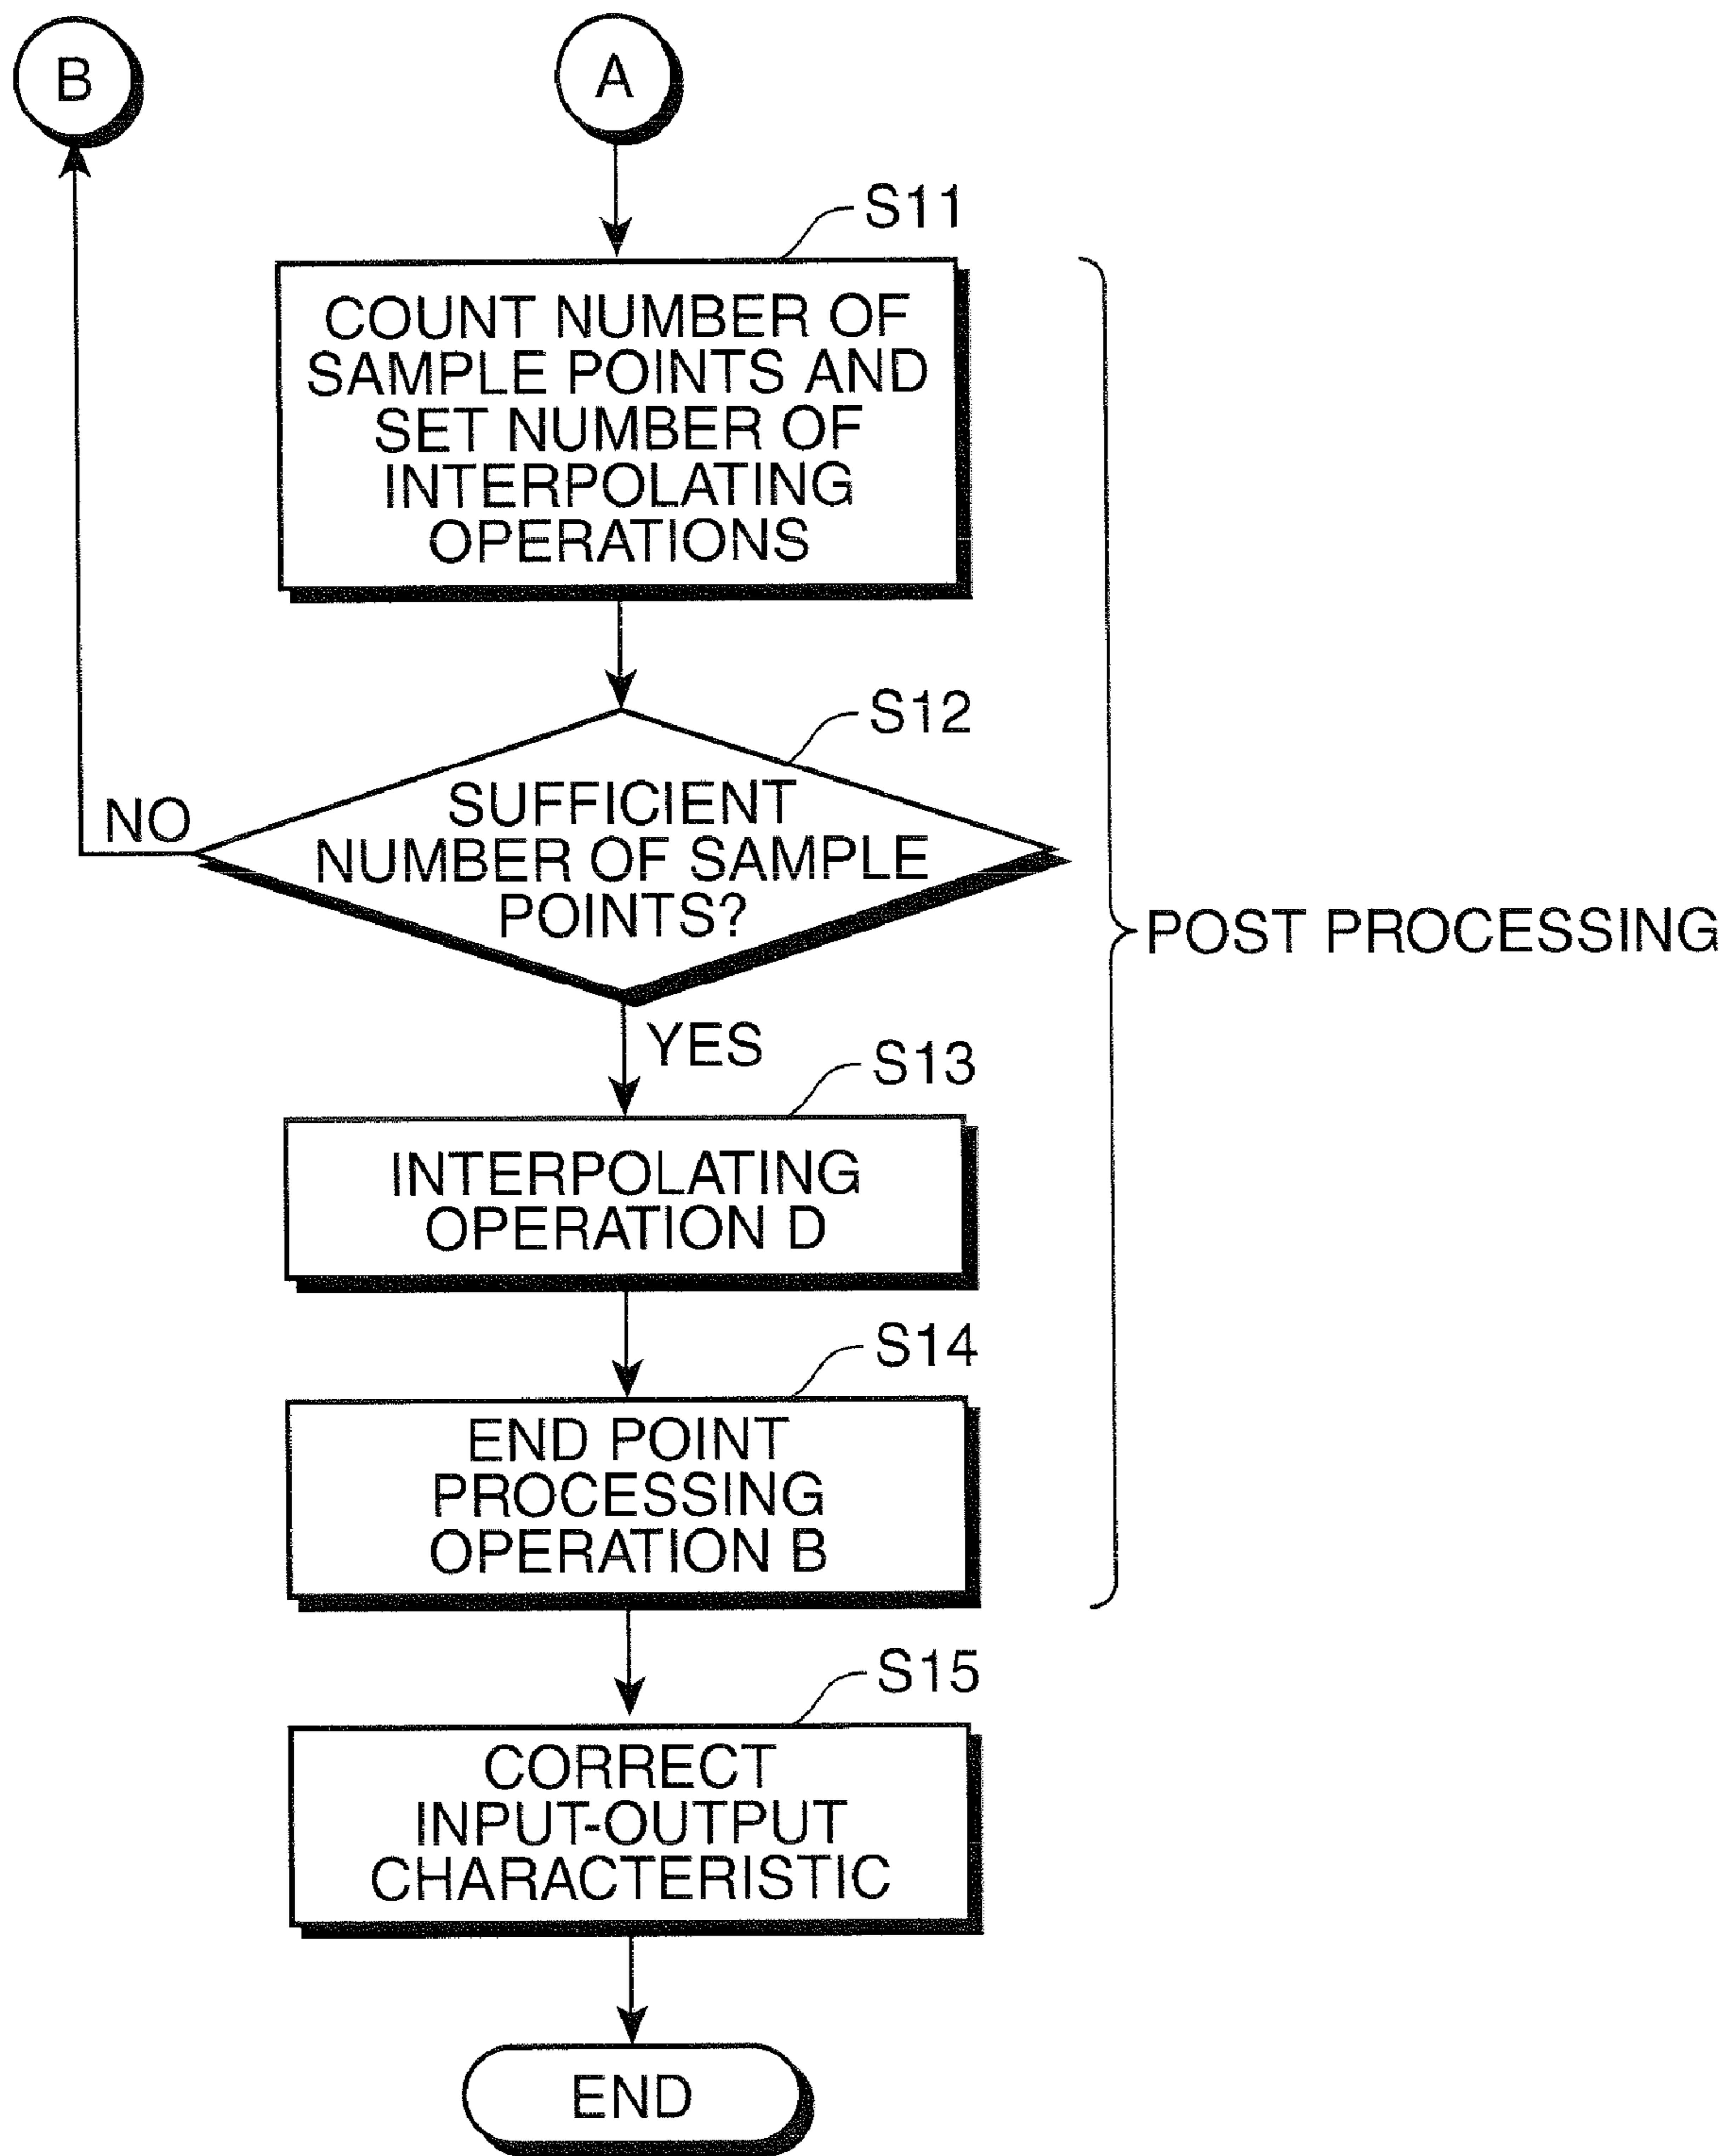 B
A
S11
COUNT NUMBER OF
SAMPLE POINTS AND
SET NUMBER OF
INTERPOLATING
OPERATIONS
S12
SUFFICIENT
NUMBER OF SAMPLE
POINTS?
NO
POST PROCESSING
YES
S13
INTERPOLATING
OPERATION D
S14
END POINT
PROCESSING
OPERATION B
S15
CORRECT
INPUT-OUTPUT
CHARACTERISTIC
END